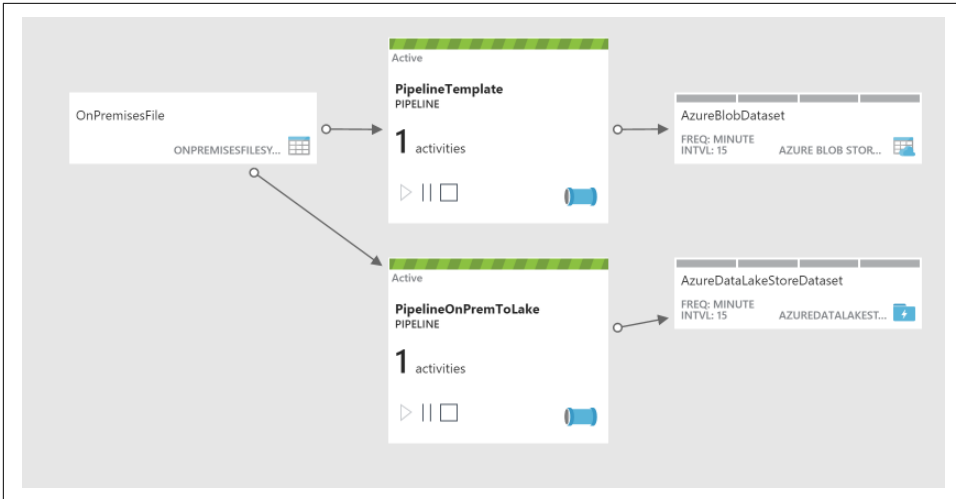 OnPremisesFile
ONPREMISESFILESY...
Active
PipelineTemplate
PIPELINE
1 activities
AzureBlobDataset
FREQ: MINUTE
INTVL: 15 AZURE BLOB STOR...
Active
PipelineOnPremToLake
PIPELINE
1 activities
AzureDataLakeStoreDataset
FREQ: MINUTE
INTVL: 15 AZUREDATALAKEST...